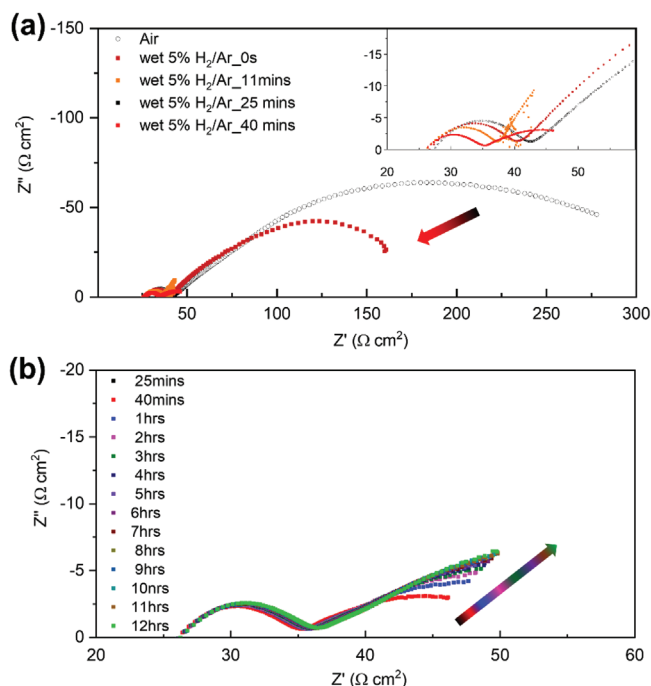 (a)
-150
-100
-50
0
Z'' (Ω cm²)
Air
wet 5% H₂/Ar_0s
wet 5% H₂/Ar_11mins
wet 5% H₂/Ar_25 mins
wet 5% H₂/Ar_40 mins
-15
-10
-5
0
20 30 40 50
0 50 100 150 200 250 300
Z' (Ω cm²)
(b)
-20
-15
-10
-5
0
Z'' (Ω cm²)
25mins
40mins
1hrs
2hrs
3hrs
4hrs
5hrs
6hrs
7hrs
8hrs
9hrs
10nrs
11hrs
12hrs
20 30 40 50 60
Z' (Ω cm²)